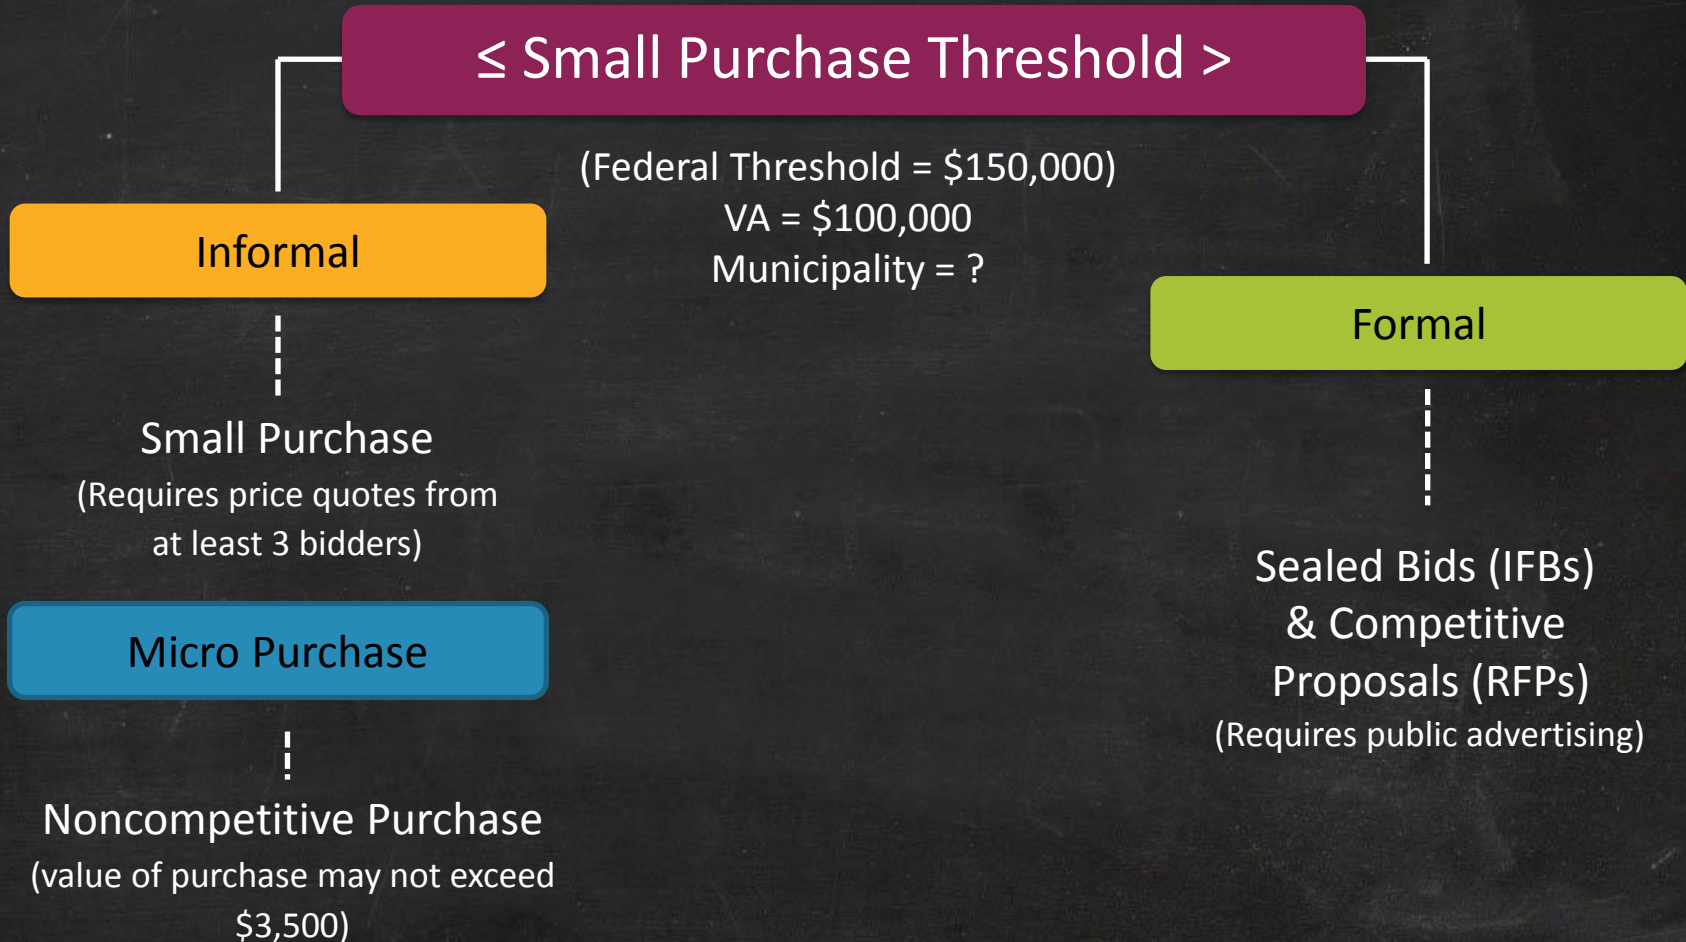 ≤ Small Purchase Threshold >
(Federal Threshold = $150,000)
VA = $100,000
Municipality = ?
Informal
Small Purchase
(Requires price quotes from
at least 3 bidders)
Micro Purchase
Noncompetitive Purchase
(value of purchase may not exceed
$3,500)
Formal
Sealed Bids (IFBs)
& Competitive
Proposals (RFPs)
(Requires public advertising)